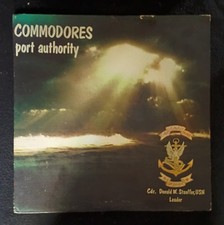 COMMODORES
port authority
Cdr. Donald W. Stauffer, USN
Leader